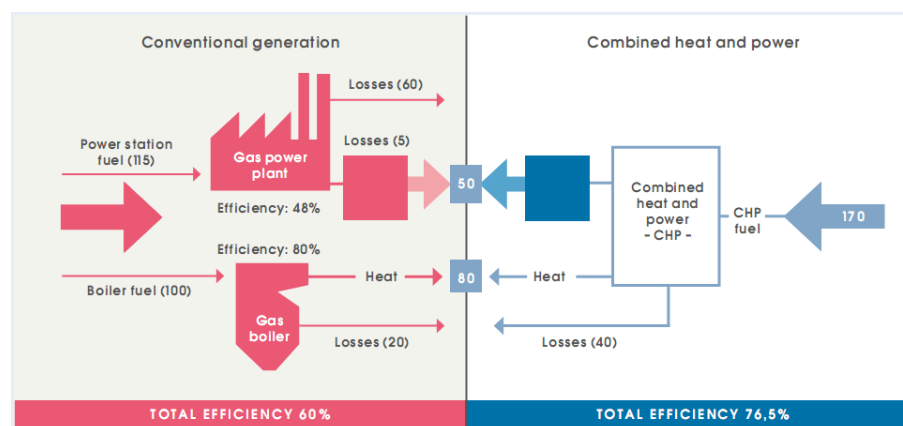 Conventional generation
Losses (60)
Losses (5)
Power station
fuel (115)
Gas power
plant
Efficiency: 48%
50
Efficiency: 80%
Heat
80
Boiler fuel (100)
Gas
boiler
Losses (20)
TOTAL EFFICIENCY 60%
Combined heat and power
Combined
heat and
power
- CHP -
CHP
fuel
170
Heat
Losses (40)
TOTAL EFFICIENCY 76,5%